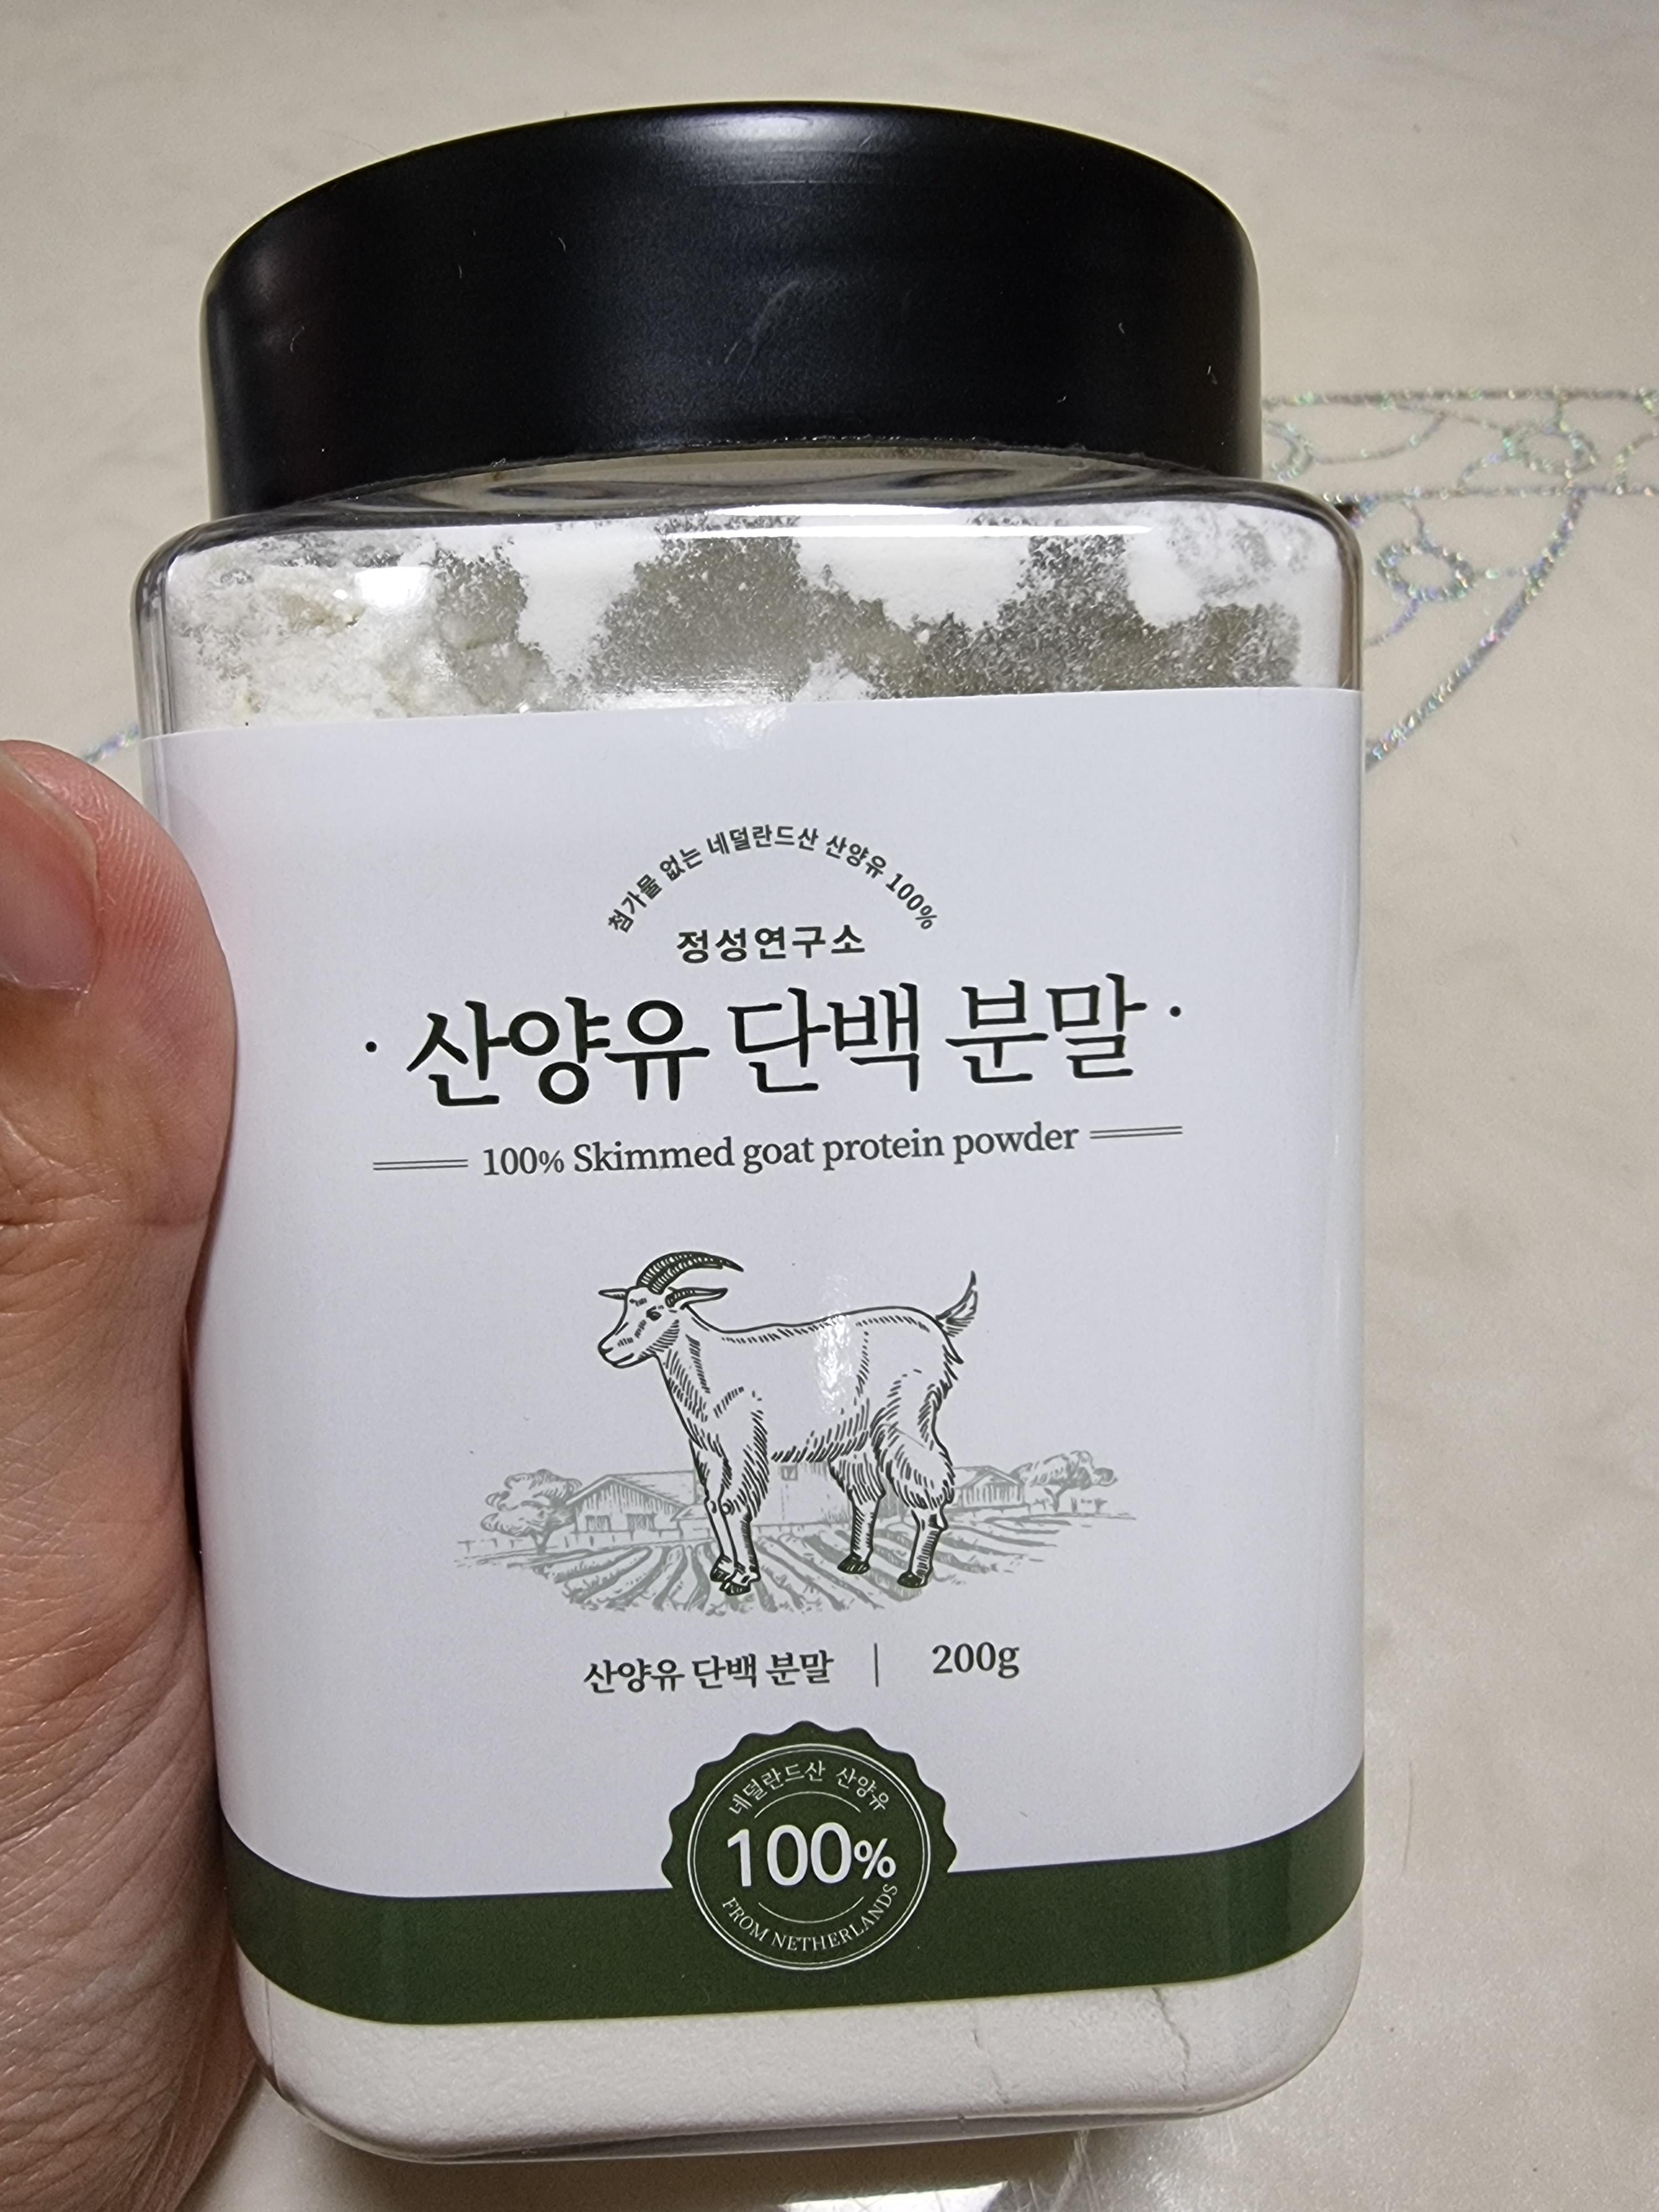 첨가물 없는 네덜란드산 산양유 100%
정성연구소
· 산양유 단백 분말 ·
100% Skimmed goat protein powder
산양유 단백 분말 | 200g
네덜란드산 산양유
100%
FROM NETHERLANDS